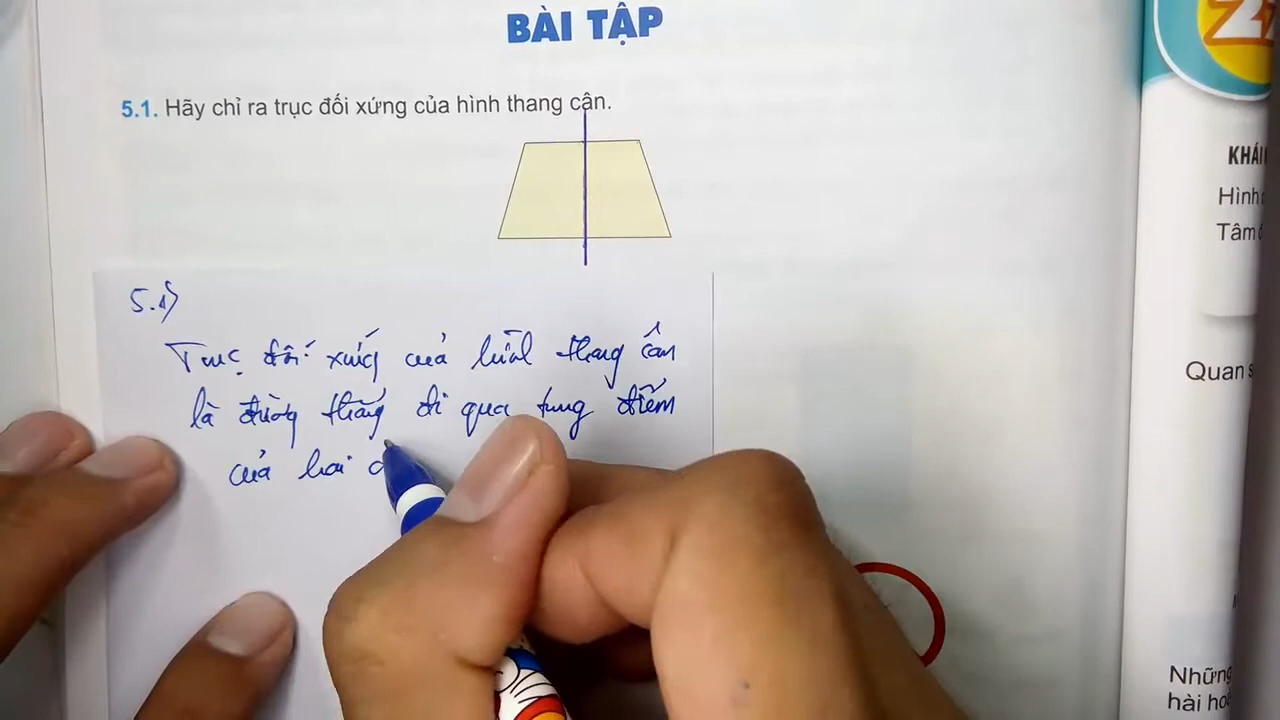 BÀI TẬP
5.1. Hãy chỉ ra trục đối xứng của hình thang cân.
5.1)
Trục đối xứng của hình thang cân
là đường thẳng đi qua trung điểm
của hai
KHÁI
Hình
Tâm
Quan s
Những
hài ho